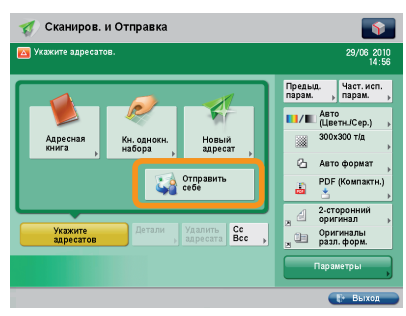 Сканиров. и Отправка
Укажите адресатов.
29/06 2010
14:56
Адресная
книга
Кн. однокн.
набора
Новый
адресат
Отправить
себе
Укажите
адресатов
Детали
Удалить
адресата
Cc
Bcc
Предыд.
парам.
Част. исп.
парам.
Авто
(Цветн./Сер.)
300x300 т/д
Авто формат
PDF (Компактн.)
2-сторонний
оригинал
Оригиналы
разл. форм.
Параметры
Выход